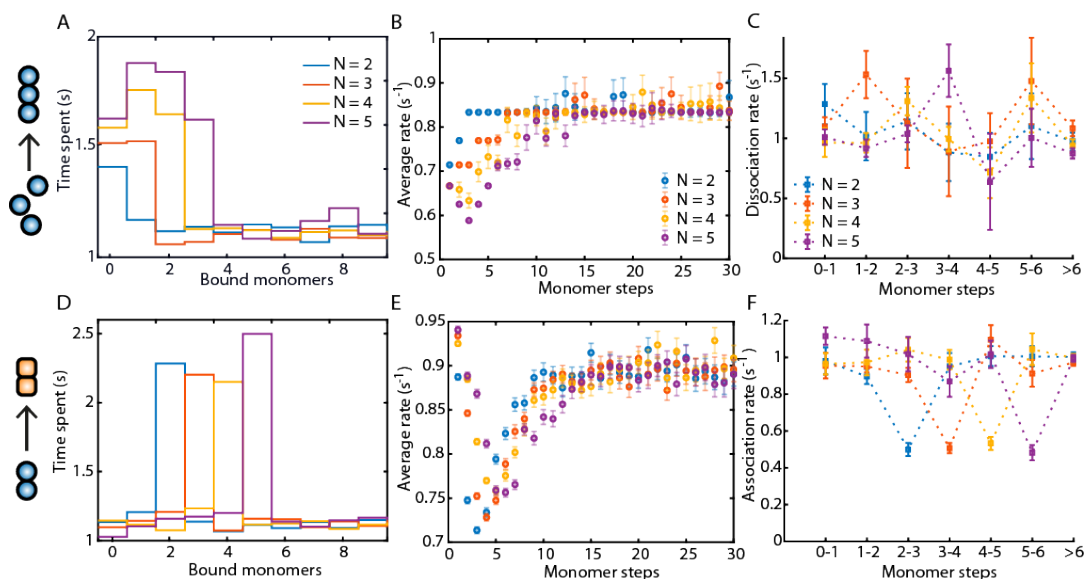 A
Time spent (s)
2
1.5
1
0 2 4 6 8
Bound monomers
N = 2
N = 3
N = 4
N = 5
B
Average rate (s⁻¹)
1
0.9
0.8
0.7
0.6
0.5
0 5 10 15 20 25 30
Monomer steps
N = 2
N = 3
N = 4
N = 5
C
Dissociation rate (s⁻¹)
1.5
1
0.5
0
0-1 1-2 2-3 3-4 4-5 5-6 >6
Monomer steps
N = 2
N = 3
N = 4
N = 5
D
Time spent (s)
2.5
2
1.5
1
0 2 4 6 8
Bound monomers
E
Average rate (s⁻¹)
0.95
0.9
0.85
0.8
0.75
0.7
0 5 10 15 20 25 30
Monomer steps
F
Association rate (s⁻¹)
1.2
1
0.8
0.6
0.4
0.2
0
0-1 1-2 2-3 3-4 4-5 5-6 >6
Monomer steps